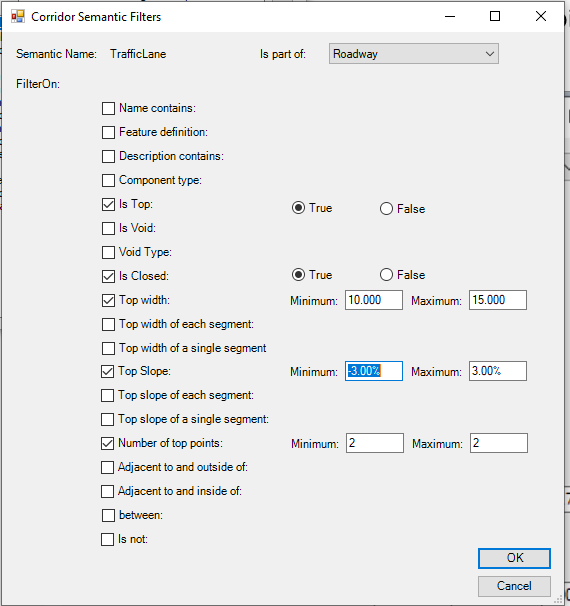 Corridor Semantic Filters
Semantic Name: TrafficLane Is part of: Roadway
FilterOn:
Name contains:
Feature definition:
Description contains:
Component type:
Is Top: True False
Is Void:
Void Type:
Is Closed: True False
Top width: Minimum: 10.000 Maximum: 15.000
Top width of each segment:
Top width of a single segment
Top Slope: Minimum: -3.00% Maximum: 3.00%
Top slope of each segment:
Top slope of a single segment:
Number of top points: Minimum: 2 Maximum: 2
Adjacent to and outside of:
Adjacent to and inside of:
between:
Is not:
OK
Cancel